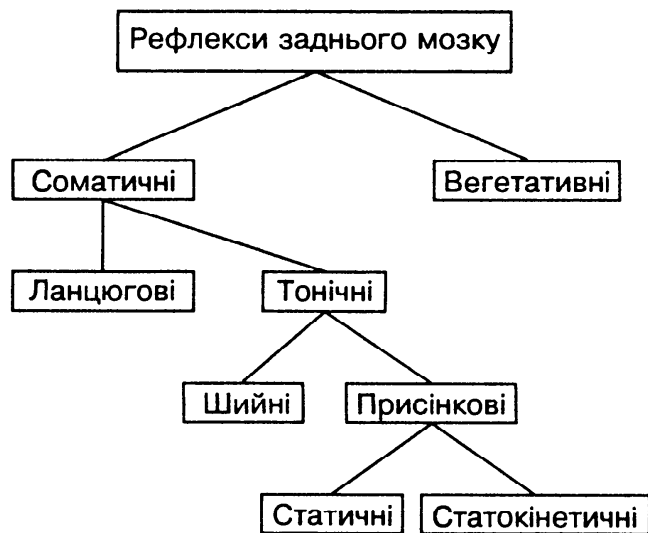 Рефлекси заднього мозку
Соматичні
Вегетативні
Ланцюгові
Тонічні
Шийні
Присінкові
Статичні
Статокінетичні